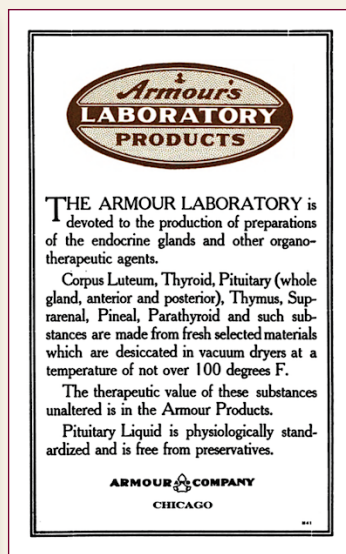 Armour's
LABORATORY
PRODUCTS
THE ARMOUR LABORATORY is
devoted to the production of preparations
of the endocrine glands and other organo-
therapeutic agents.
Corpus Luteum, Thyroid, Pituitary (whole
gland, anterior and posterior), Thymus, Sup-
rarenal, Pineal, Parathyroid and such sub-
stances are made from fresh selected materials
which are desiccated in vacuum dryers at a
temperature of not over 100 degrees F.
The therapeutic value of these substances
unaltered is in the Armour Products.
Pituitary Liquid is physiologically stand-
ardized and is free from preservatives.
ARMOUR COMPANY
CHICAGO